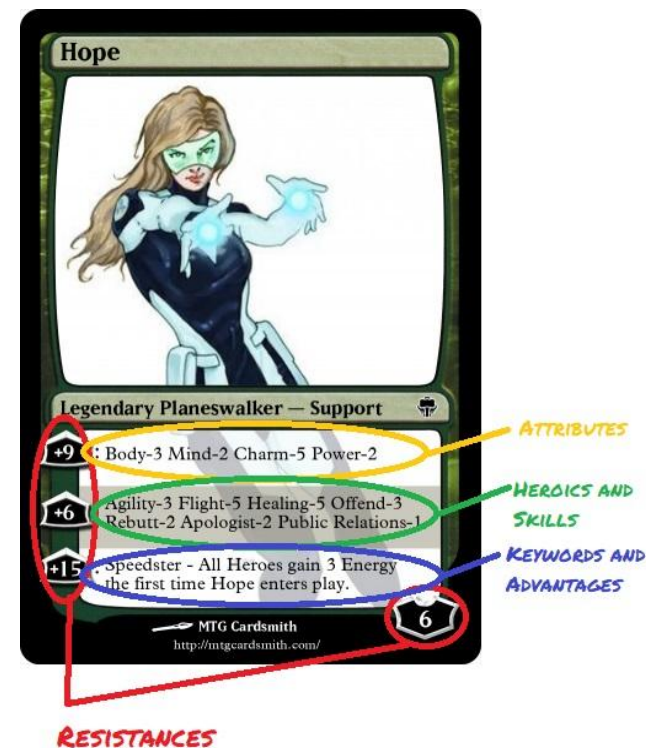 Hope
Legendary Planeswalker — Support
+9 : Body-3 Mind-2 Charm-5 Power-2
ATTRIBUTES
+6 : Agility-3 Flight-5 Healing-5 Offend-3
Rebutt-2 Apologist-2 Public Relations-1
HEROICS AND
SKILLS
+15 : Speedster - All Heroes gain 3 Energy
the first time Hope enters play.
KEYWORDS AND
ADVANTAGES
6
MTG Cardsmith
http://mtgcardsmith.com/
RESISTANCES